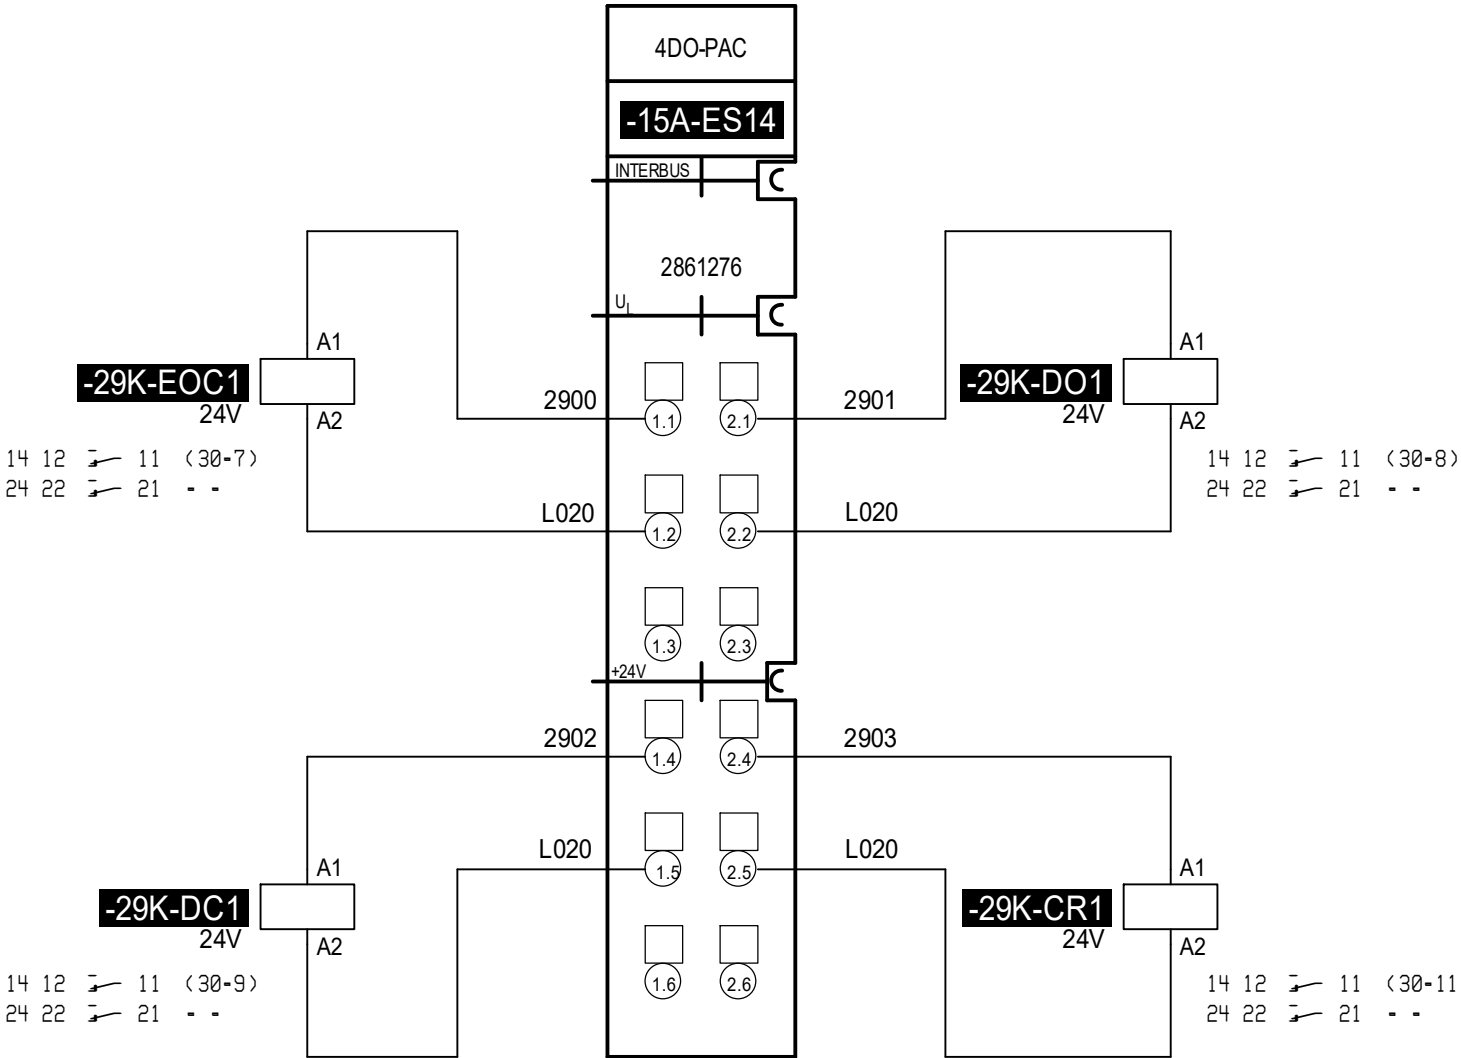 4DO-PAC
-15A-ES14
INTERBUS
2861276
UL
A1
-29K-EOC1
24V
A2
14 12 11 (30-7)
24 22 21 - -
2900
1.1
2.1
2901
A1
-29K-DO1
24V
A2
14 12 11 (30-8)
24 22 21 - -
L020
1.2
2.2
L020
1.3
2.3
+24V
2902
1.4
2.4
2903
L020
1.5
2.5
L020
A1
-29K-DC1
24V
A2
14 12 11 (30-9)
24 22 21 - -
A1
-29K-CR1
24V
A2
14 12 11 (30-11
24 22 21 - -
1.6
2.6